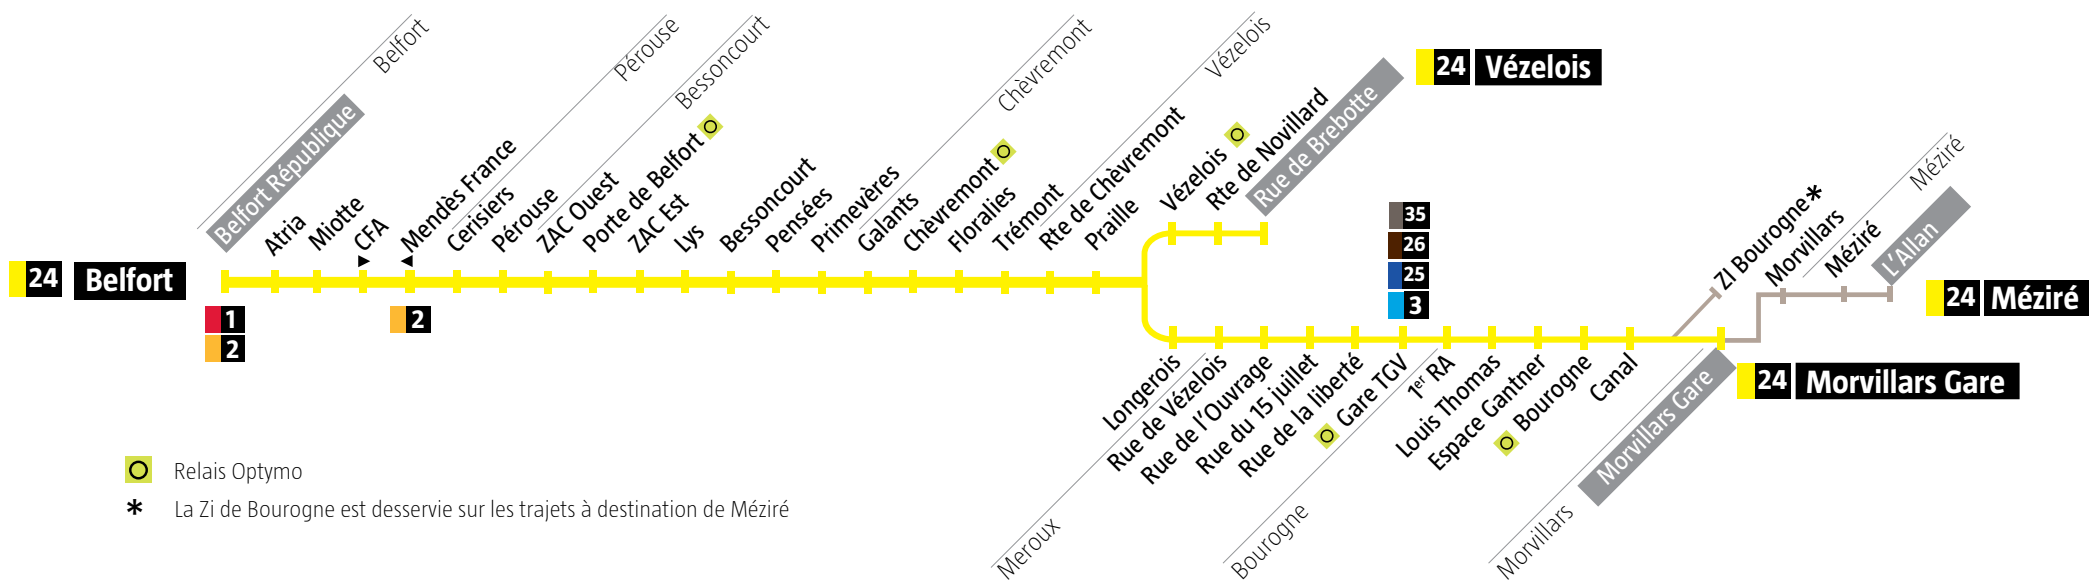 Belfort
Pérouse
Bessoncourt
Chèvremont
Vézelois
24 Vézelois
Belfort République
Atria
Miotte
CFA
Mendès France
Cerisiers
Pérouse
ZAC Ouest
Porte de Belfort
ZAC Est
Lys
Bessoncourt
Pensées
Primevères
Galants
Chèvremont
Floralies
Trémont
Rte de Chèvremont
Praille
Vézelois
Rte de Novillard
Rue de Brebotte
24 Belfort
1
2
2
35
26
25
3
ZI Bourogne*
Morvillars
Méziré
L'Allan
Méziré
24 Méziré
Longerois
Rue de Vézelois
Rue de l'Ouvrage
Rue du 15 juillet
Rue de la liberté
Gare TGV
1er RA
Louis Thomas
Espace Gantner
Bourogne
Canal
Morvillars Gare
24 Morvillars Gare
Meroux
Bourogne
Morvillars
Relais Optymo
* La Zi de Bourogne est desservie sur les trajets à destination de Méziré